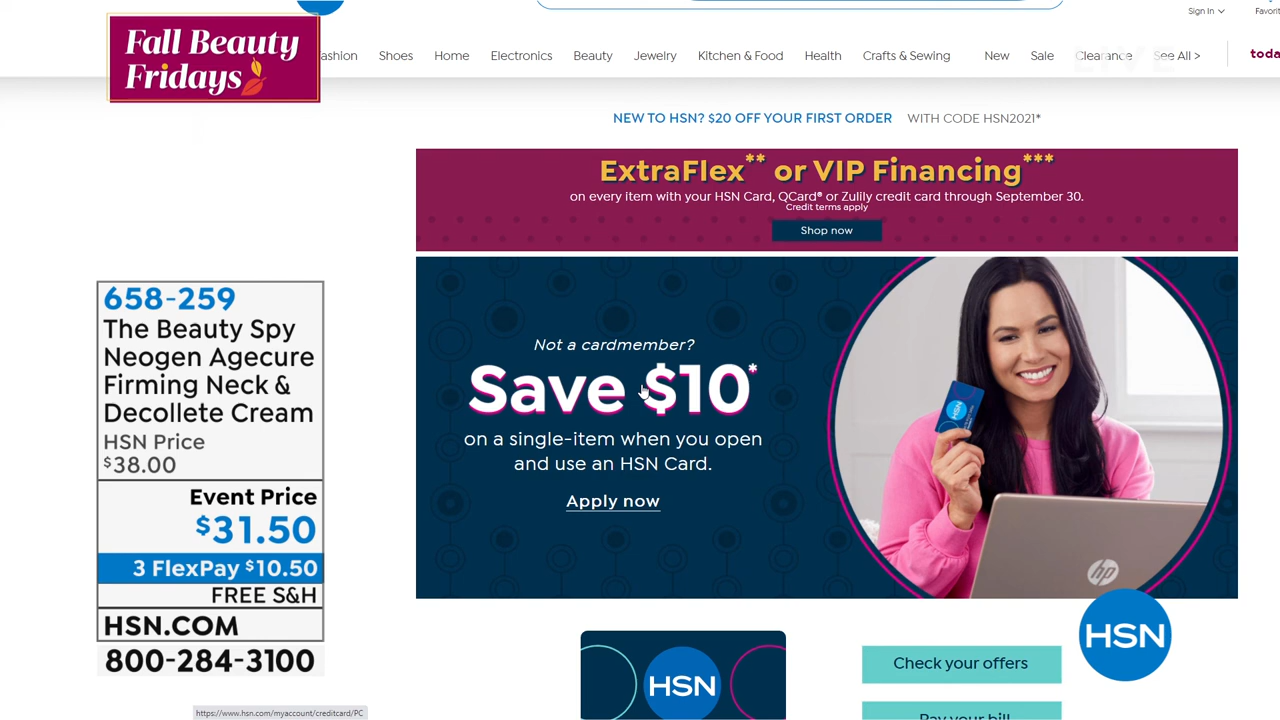 Sign In
Fall Beauty
Fridays
Shoes
Home
Electronics
Beauty
Jewelry
Kitchen & Food
Health
Crafts & Sewing
New
Sale
Clearance
See All >
NEW TO HSN? $20 OFF YOUR FIRST ORDER WITH CODE HSN2021*
ExtraFlex** or VIP Financing***
on every item with your HSN Card, QCard® or Zulily credit card through September 30.
Credit terms apply
Shop now
Not a cardmember?
Save $10*
on a single-item when you open
and use an HSN Card.
Apply now
HSN
hp
658-259
The Beauty Spy
Neogen Agecure
Firming Neck &
Decollete Cream
HSN Price
$38.00
Event Price
$31.50
3 FlexPay $10.50
FREE S&H
HSN.COM
800-284-3100
HSN
Check your offers
Pay your bill
HSN
https://www.hsn.com/myaccount/creditcard/PC